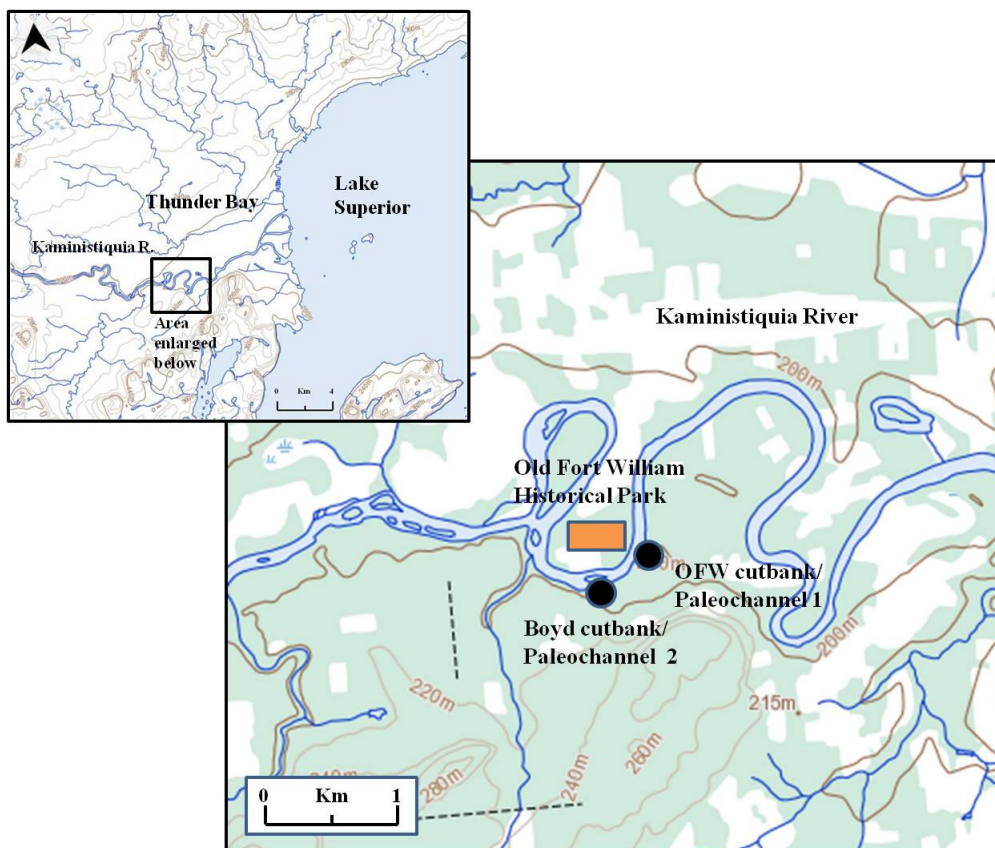 Thunder Bay
Lake
Superior
Kaministiquia R.
Area
enlarged
below
0 Km 4
Kaministiquia River
200m
Old Fort William
Historical Park
OFW cutbank/
Paleochannel 1
Boyd cutbank/
Paleochannel 2
200m
220m
215m
240m
260m
280m
0 Km 1